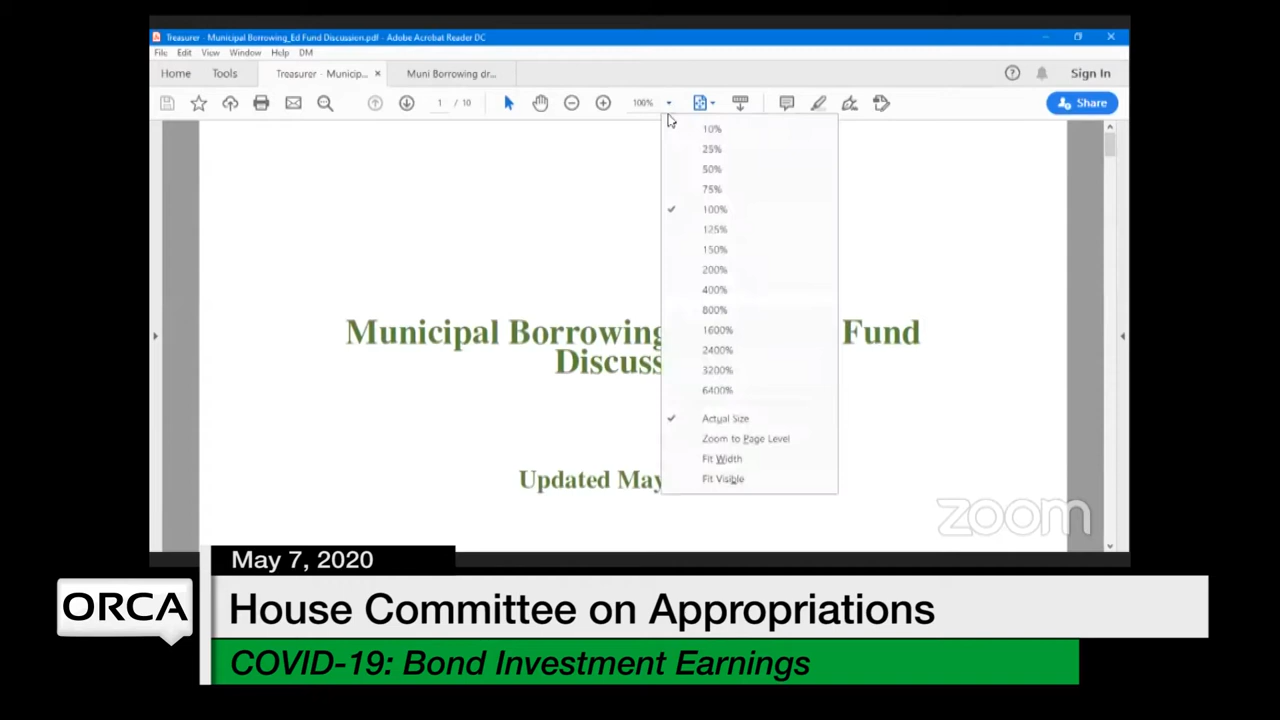 Treasurer - Municipal Borrowing_Ed Fund Discussion.pdf - Adobe Acrobat Reader DC
File Edit View Window Help DM
Home Tools Treasurer - Municip... × Muni Borrowing dr... Sign In
1 / 10 100% Share
10%
25%
50%
75%
100%
125%
150%
200%
400%
800%
1600%
Municipal Borrowing Fund
2400%
Discuss
3200%
6400%
Actual Size
Zoom to Page Level
Fit Width
Fit Visible
Updated May
zoom
May 7, 2020
ORCA
House Committee on Appropriations
COVID-19: Bond Investment Earnings